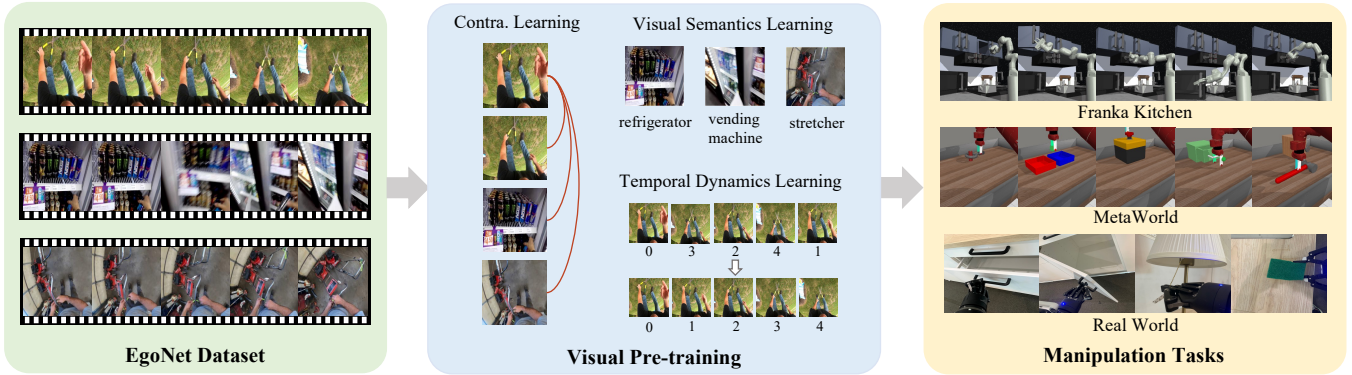 Contra. Learning
Visual Semantics Learning
refrigerator
vending
machine
stretcher
Temporal Dynamics Learning
0 3 2 4 1
0 1 2 3 4
EgoNet Dataset
Visual Pre-training
Franka Kitchen
MetaWorld
Real World
Manipulation Tasks